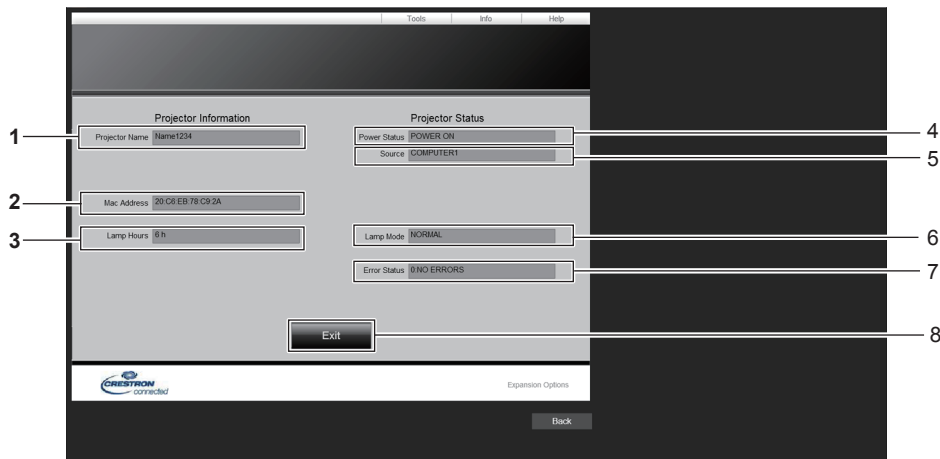 Tools Info Help
Projector Information Projector Status
1 Projector Name Name1234 Power Status POWER ON 4
Source COMPUTER1 5
2 Mac Address 20:C6:EB:78:C9:2A
3 Lamp Hours 6 h Lamp Mode NORMAL 6
Error Status 0:NO ERRORS 7
Exit 8
CRESTRON
connected Expansion Options
Back